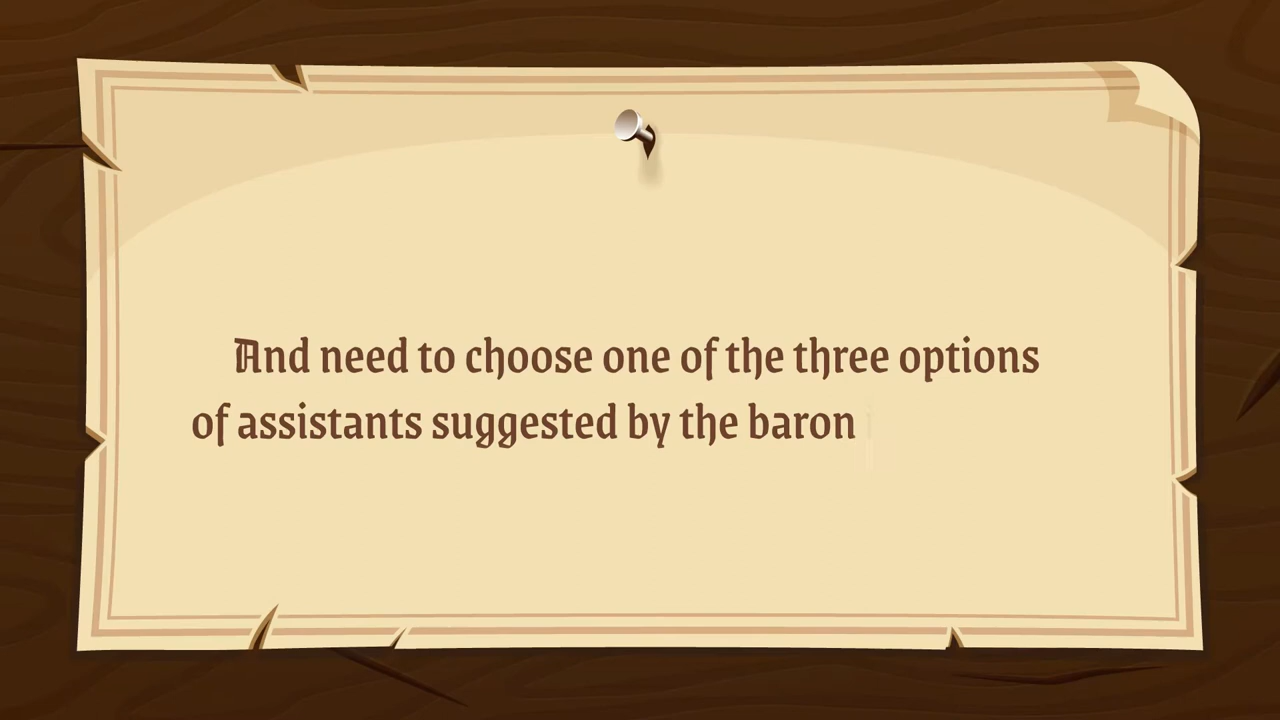 And need to choose one of the three options
of assistants suggested by the baron